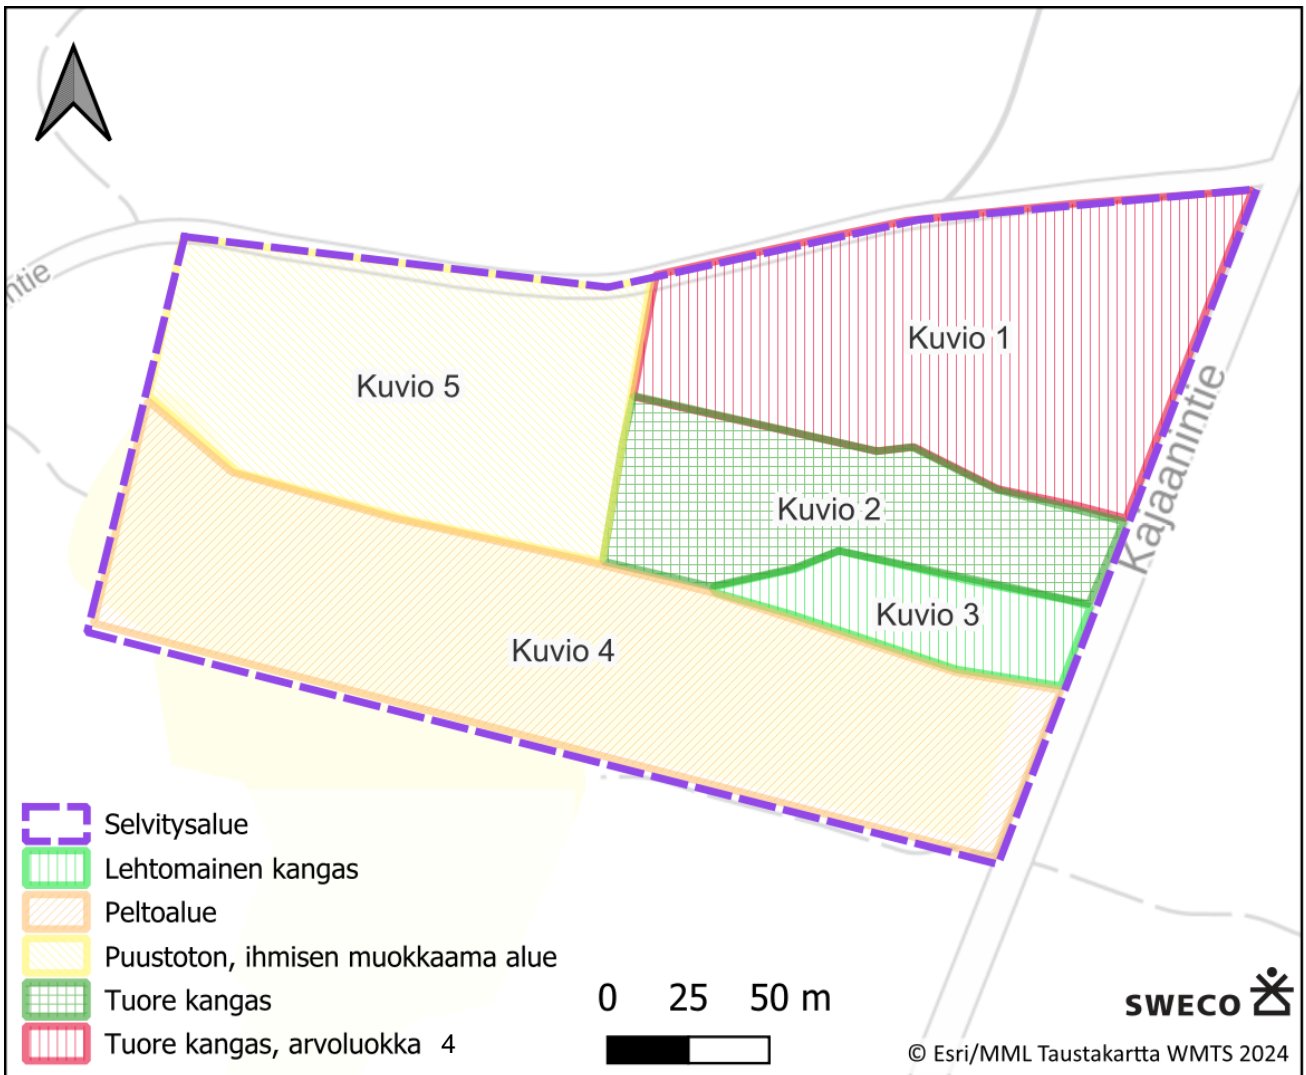 ntie
Kuvio 1
Kuvio 5
Kajaanintie
Kuvio 2
Kuvio 3
Kuvio 4
Selvitysalue
Lehtomainen kangas
Peltoalue
Puustoton, ihmisen muokkaama alue
Tuore kangas
Tuore kangas, arvoluokka 4
0 25 50 m
SWECO
© Esri/MML Taustakartta WMTS 2024